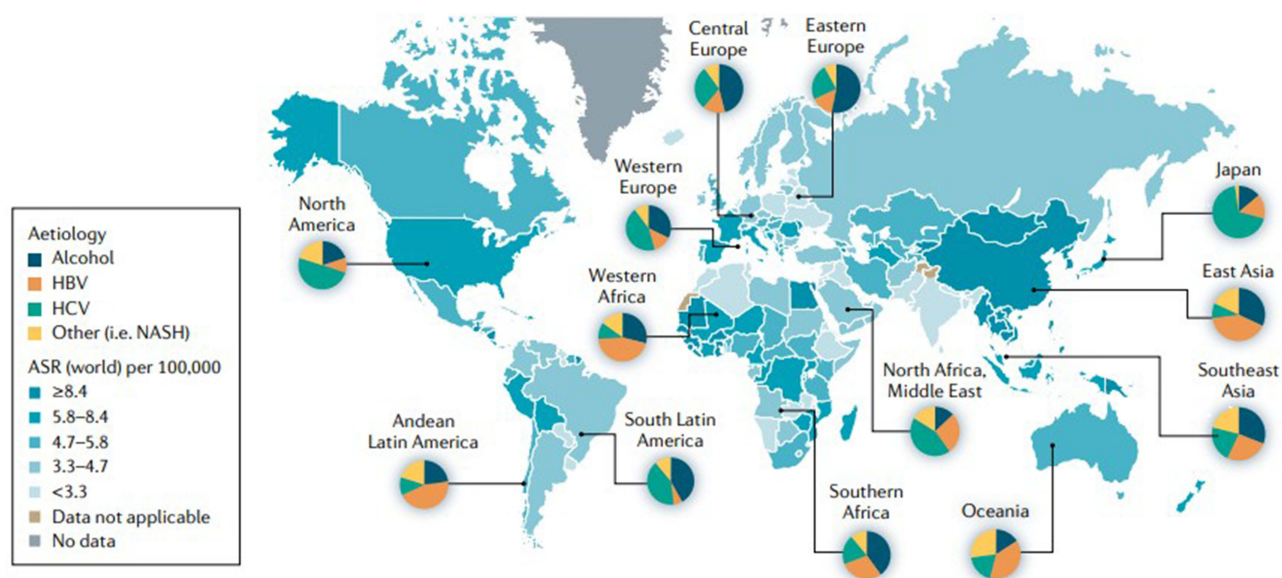 Central
Europe
Eastern
Europe
Western
Europe
Japan
North
America
Aetiology
Alcohol
HBV
HCV
Other (i.e. NASH)
ASR (world) per 100,000
≥8.4
5.8–8.4
4.7–5.8
3.3–4.7
<3.3
Data not applicable
No data
Western
Africa
East Asia
North Africa,
Middle East
Southeast
Asia
Andean
Latin America
South Latin
America
Southern
Africa
Oceania